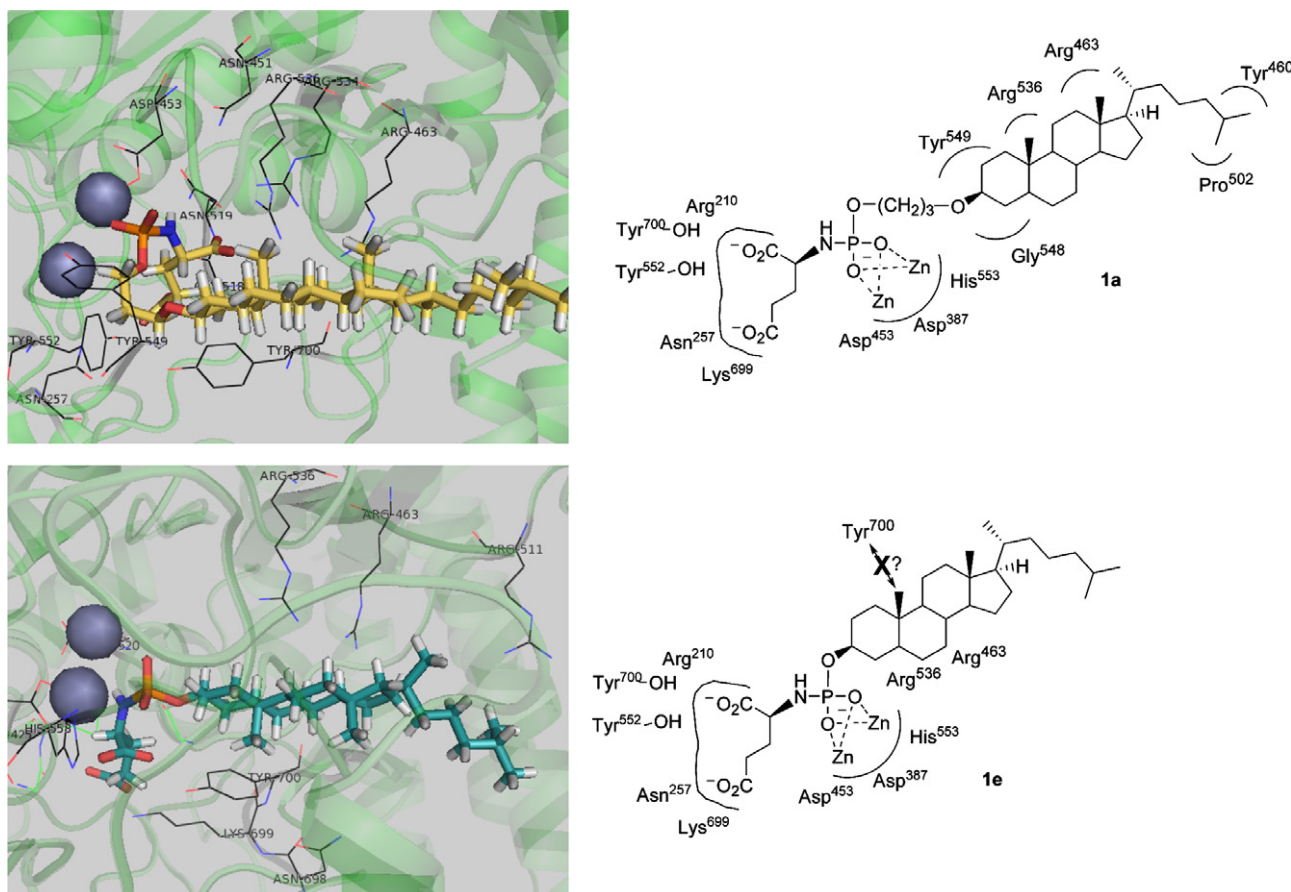 ASN-451
ASP-453
ARG-536
ARG-534
ARG-463
ASN-519
518
TYR-552
TYR-549
TYR-700
ASN-257
Arg463
Tyr460
Arg536
Tyr549
Pro502
O
(CH2)3
O
Arg210
Tyr700
OH
−O2C
NH
P
O
Zn
Gly548
Tyr552
OH
O
His553
1a
Zn
Asp387
−O2C
Asn257
Asp453
Lys699
H
ARG-536
ARG-463
ARG-511
520
HIS-553
TYR-700
LYS-699
ASN-698
Tyr700
X?
H
Arg463
O
Arg536
Arg210
Tyr700
OH
−O2C
NH
P
O
Zn
Tyr552
OH
O
His553
Zn
Asp387
1e
−O2C
Asn257
Asp453
Lys699